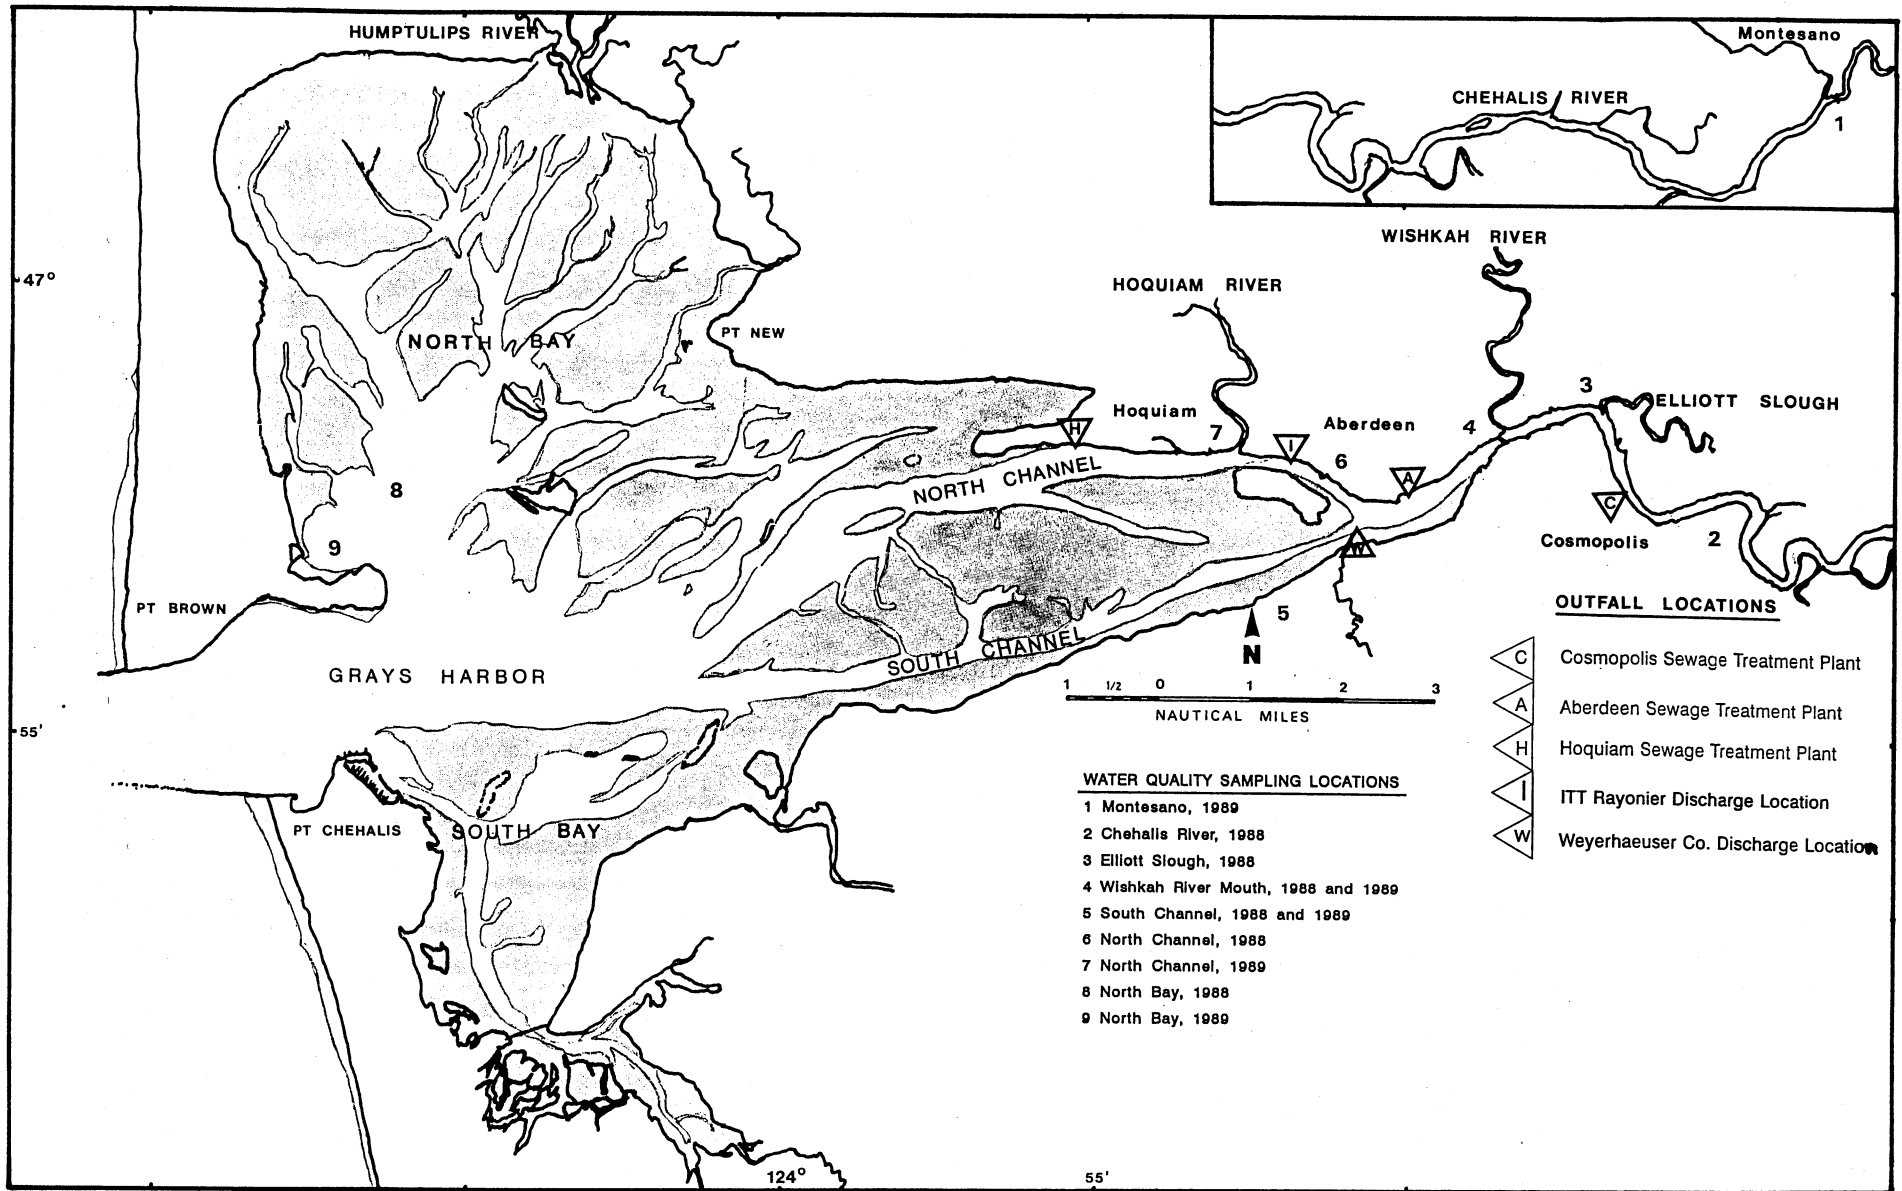 HUMPTULIPS RIVER
Montesano
CHEHALIS RIVER
1
WISHKAH RIVER
47°
HOQUIAM RIVER
NORTH BAY
PT NEW
3
ELLIOTT SLOUGH
Hoquiam
H
7
I
Aberdeen
4
6
A
NORTH CHANNEL
8
C
9
W
Cosmopolis
2
PT BROWN
5
SOUTH CHANNEL
N
GRAYS HARBOR
1 1/2 0 1 2 3
NAUTICAL MILES
55'
PT CHEHALIS
SOUTH BAY
OUTFALL LOCATIONS
C Cosmopolis Sewage Treatment Plant
A Aberdeen Sewage Treatment Plant
H Hoquiam Sewage Treatment Plant
I ITT Rayonier Discharge Location
W Weyerhaeuser Co. Discharge Location
WATER QUALITY SAMPLING LOCATIONS
1 Montesano, 1989
2 Chehalis River, 1988
3 Elliott Slough, 1988
4 Wishkah River Mouth, 1988 and 1989
5 South Channel, 1988 and 1989
6 North Channel, 1988
7 North Channel, 1989
8 North Bay, 1988
9 North Bay, 1989
124°
55'